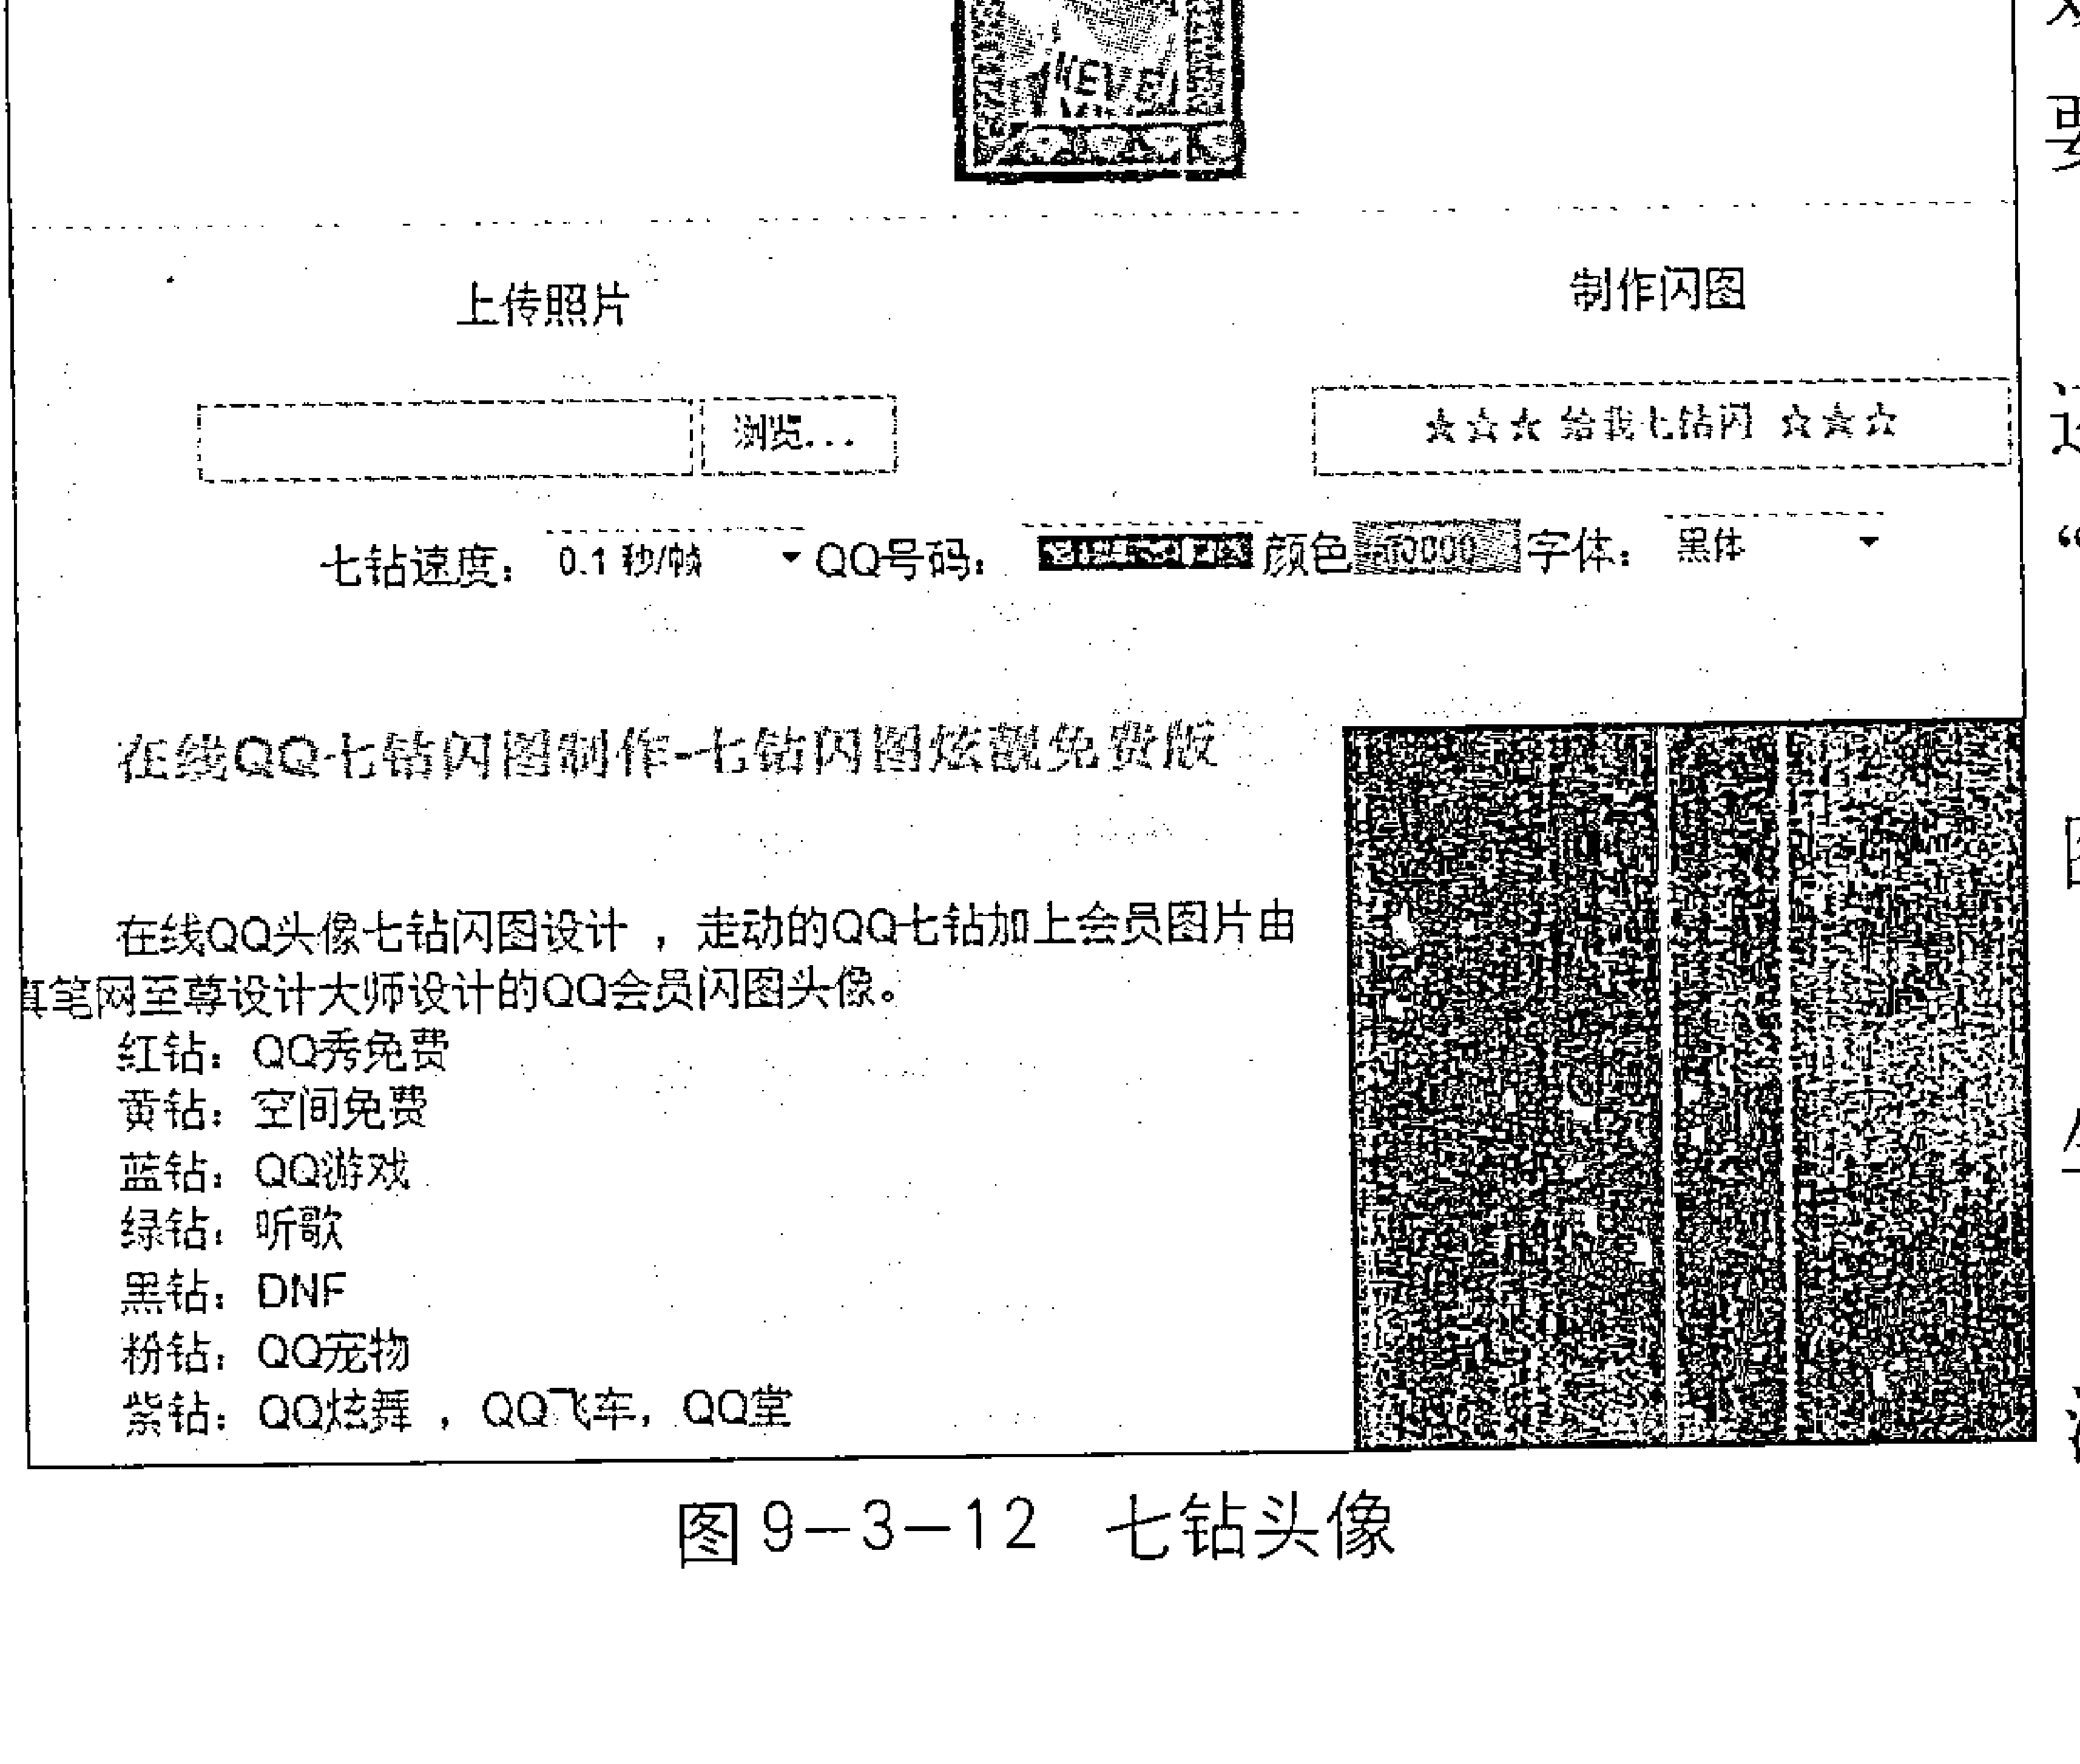 上传照片 制作闪图
浏览... ★☆★ 给我七钻闪 ☆★☆
七钻速度： 0.1 秒/帧 QQ号码： 颜色 字体： 黑体
在线QQ七钻闪图制作-七钻闪图炫靓免费版
在线QQ头像七钻闪图设计 ，走动的QQ七钻加上会员图片由
笔网至尊设计大师设计的QQ会员闪图头像。
红钻：QQ秀免费
黄钻：空间免费
蓝钻：QQ游戏
绿钻：听歌
黑钻：DNF
粉钻：QQ宠物
紫钻：QQ炫舞 ，QQ飞车，QQ堂
图 9-3-12 七钻头像
要